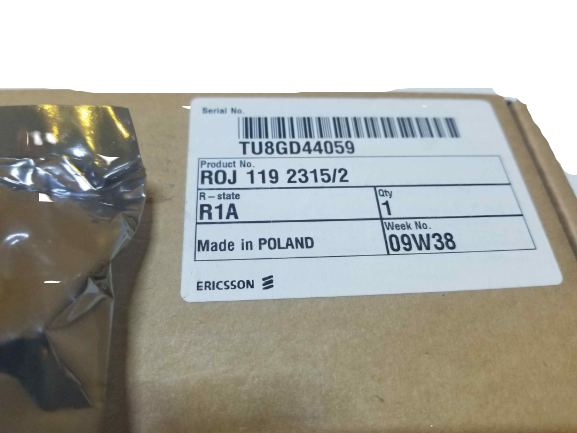 Serial No.
TU8GD44059
Product No.
ROJ 119 2315/2
R-state
R1A
Qty
1
Made in POLAND
Week No.
09W38
ERICSSON